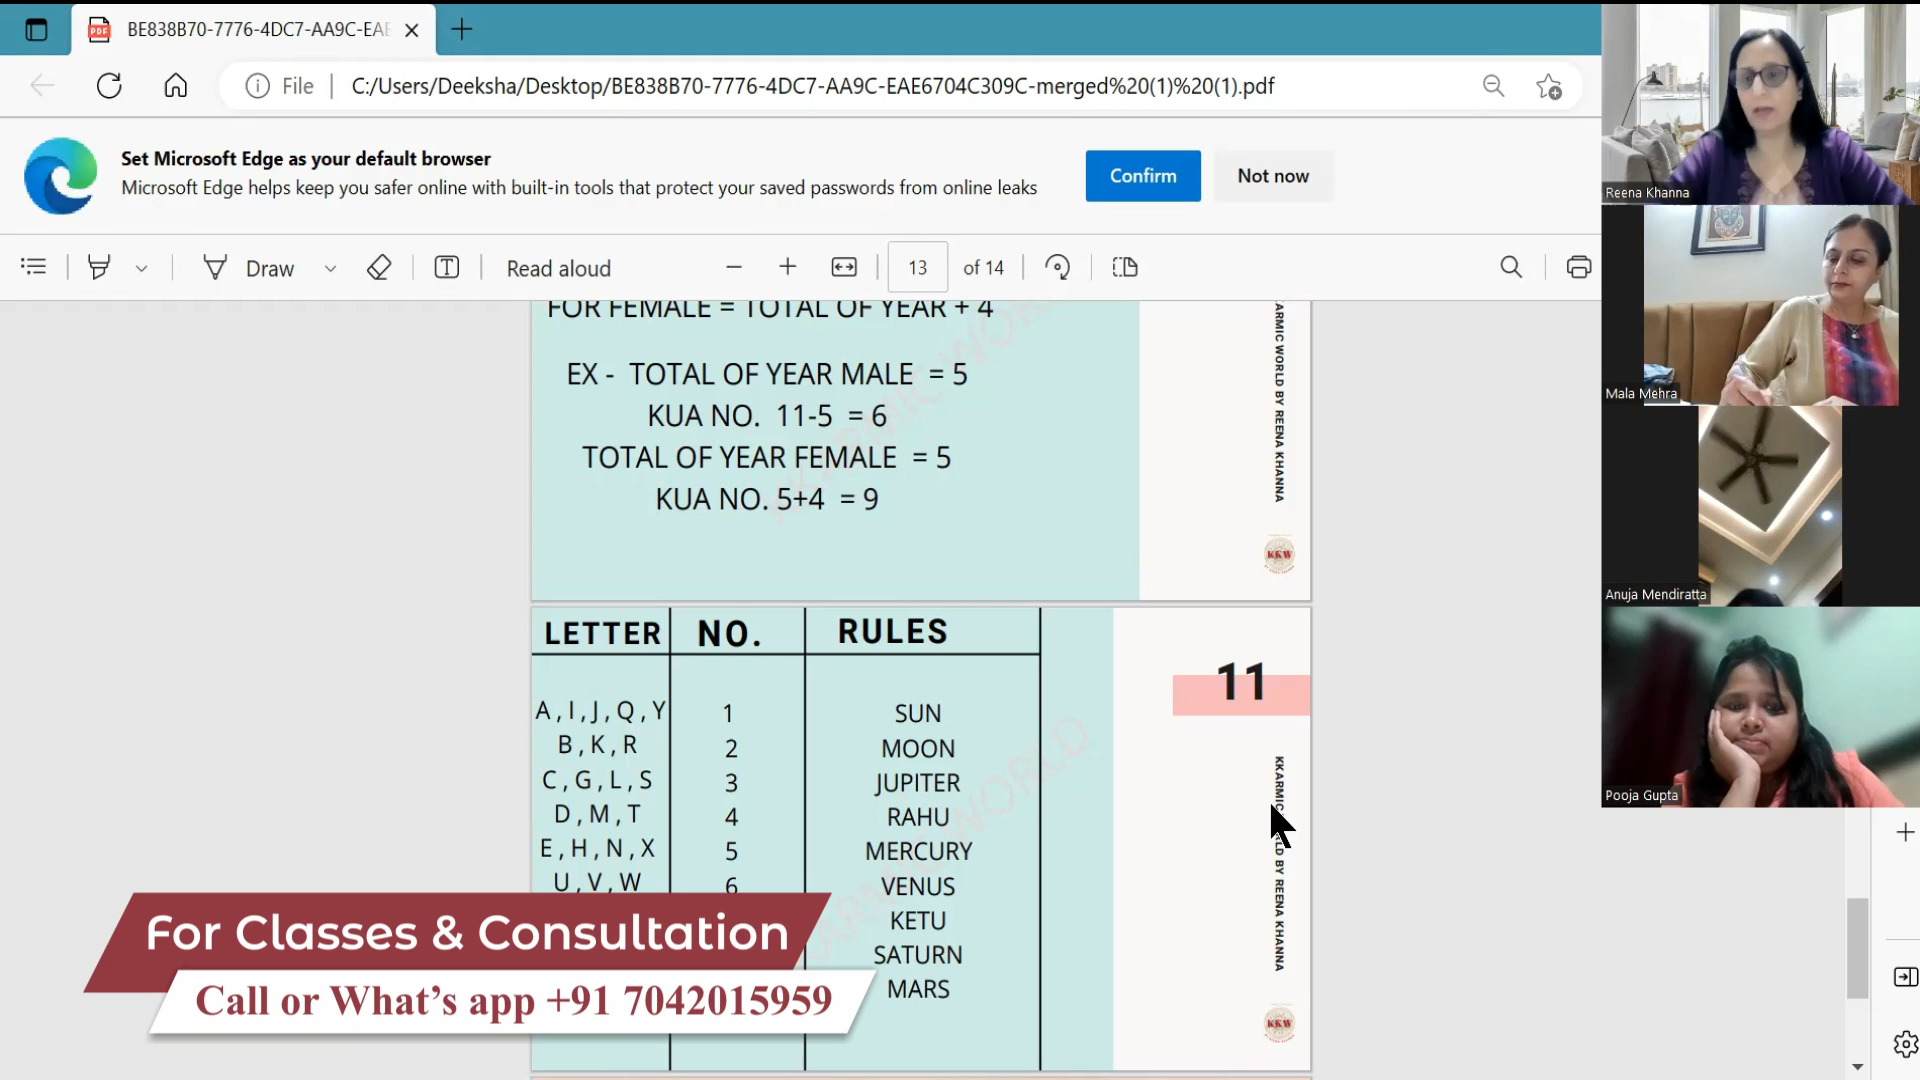 BE838B70-7776-4DC7-AA9C-EAE
File
C:/Users/Deeksha/Desktop/BE838B70-7776-4DC7-AA9C-EAE6704C309C-merged%20(1)%20(1).pdf
Set Microsoft Edge as your default browser
Microsoft Edge helps keep you safer online with built-in tools that protect your saved passwords from online leaks
Confirm
Not now
Draw
Read aloud
13
of 14
FOR FEMALE = TOTAL OF YEAR + 4
EX - TOTAL OF YEAR MALE = 5
KUA NO. 11-5 = 6
TOTAL OF YEAR FEMALE = 5
KUA NO. 5+4 = 9
ARMIC WORLD BY REENA KHANNA
KKW
LETTER NO. RULES
A , I , J , Q , Y 1 SUN
B , K , R 2 MOON
C , G , L , S 3 JUPITER
D , M , T 4 RAHU
E , H , N , X 5 MERCURY
U , V , W 6 VENUS
KETU
SATURN
MARS
11
KKARMIC WORLD BY REENA KHANNA
KKW
For Classes & Consultation
Call or What's app +91 7042015959
Reena Khanna
Mala Mehra
Anuja Mendiratta
Pooja Gupta